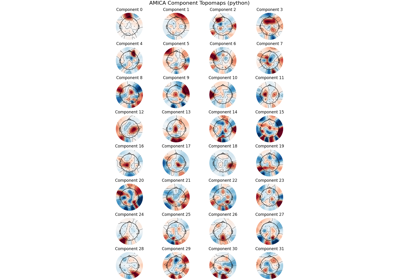 AMICA Component Topomaps (python)
Component 0 Component 1 Component 2 Component 3
Component 4 Component 5 Component 6 Component 7
Component 8 Component 9 Component 10 Component 11
Component 12 Component 13 Component 14 Component 15
Component 16 Component 17 Component 18 Component 19
Component 20 Component 21 Component 22 Component 23
Component 24 Component 25 Component 26 Component 27
Component 28 Component 29 Component 30 Component 31